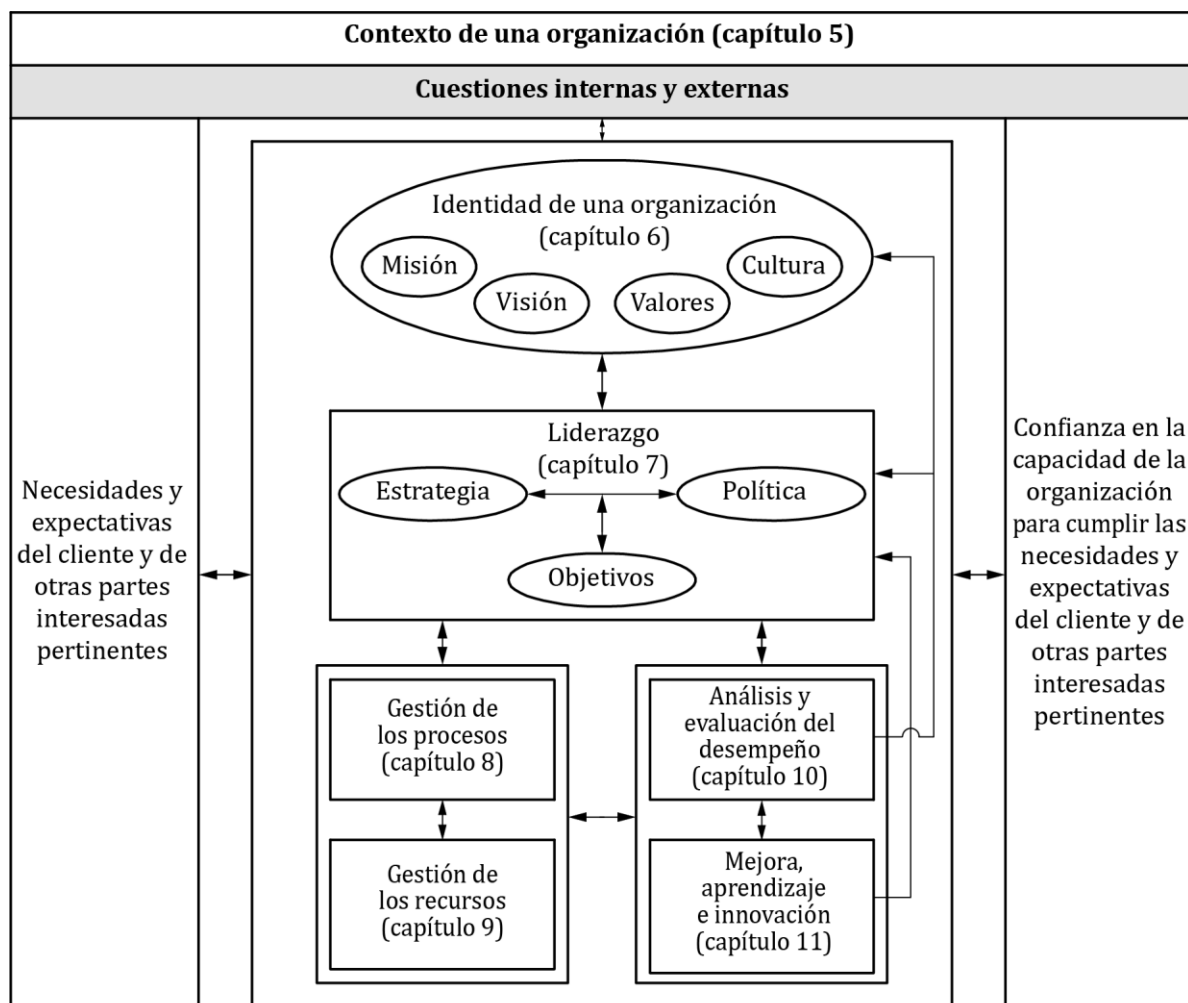 Contexto de una organización (capítulo 5)
Cuestiones internas y externas
Necesidades y
expectativas
del cliente y de
otras partes
interesadas
pertinentes
Identidad de una organización
(capítulo 6)
Misión
Visión
Valores
Cultura
Liderazgo
(capítulo 7)
Estrategia
Política
Objetivos
Gestión de
los procesos
(capítulo 8)
Gestión de
los recursos
(capítulo 9)
Análisis y
evaluación del
desempeño
(capítulo 10)
Mejora,
aprendizaje
e innovación
(capítulo 11)
Confianza en la
capacidad de la
organización
para cumplir las
necesidades y
expectativas
del cliente y de
otras partes
interesadas
pertinentes